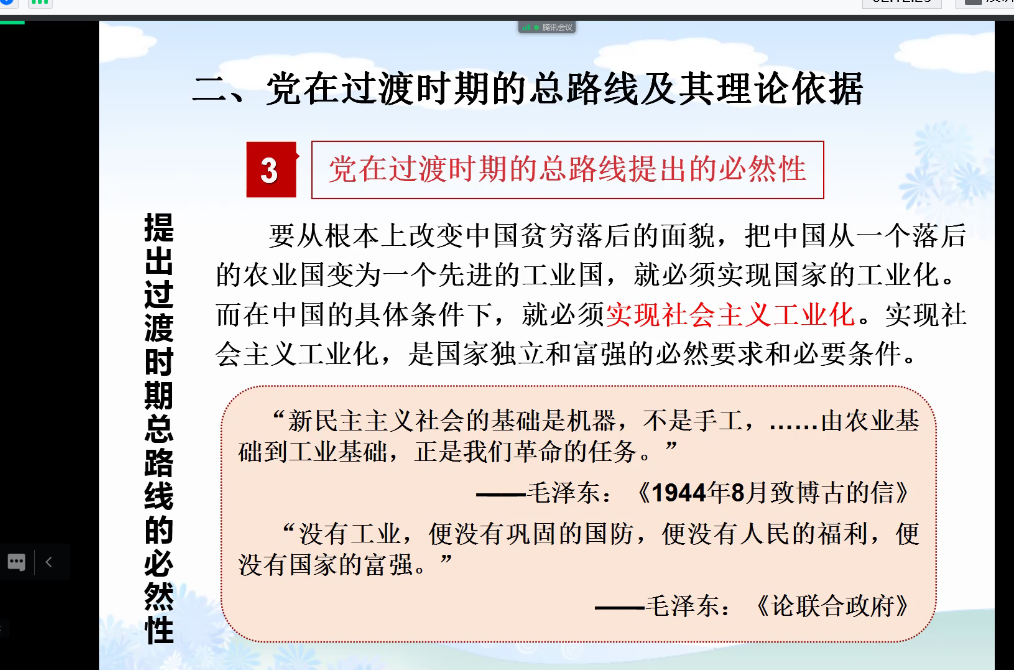 腾讯会议
二、党在过渡时期的总路线及其理论依据
3
党在过渡时期的总路线提出的必然性
提出过渡时期总路线的必然性
要从根本上改变中国贫穷落后的面貌，把中国从一个落后
的农业国变为一个先进的工业国，就必须实现国家的工业化。
而在中国的具体条件下，就必须实现社会主义工业化。实现社
会主义工业化，是国家独立和富强的必然要求和必要条件。
“新民主主义社会的基础是机器，不是手工，……由农业基
础到工业基础，正是我们革命的任务。”
——毛泽东：《1944年8月致博古的信》
“没有工业，便没有巩固的国防，便没有人民的福利，便
没有国家的富强。”
——毛泽东：《论联合政府》